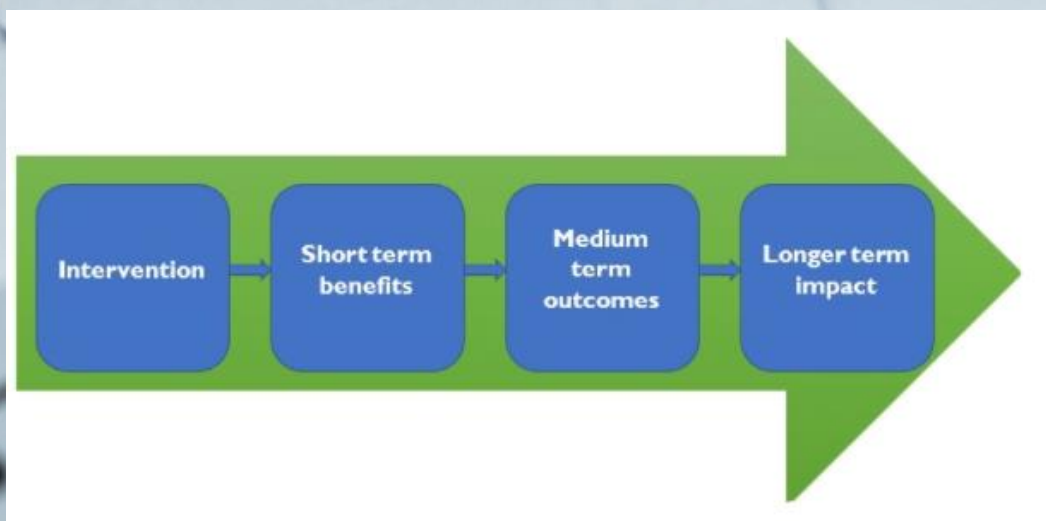 Intervention
Short term
benefits
Medium
term
outcomes
Longer term
impact